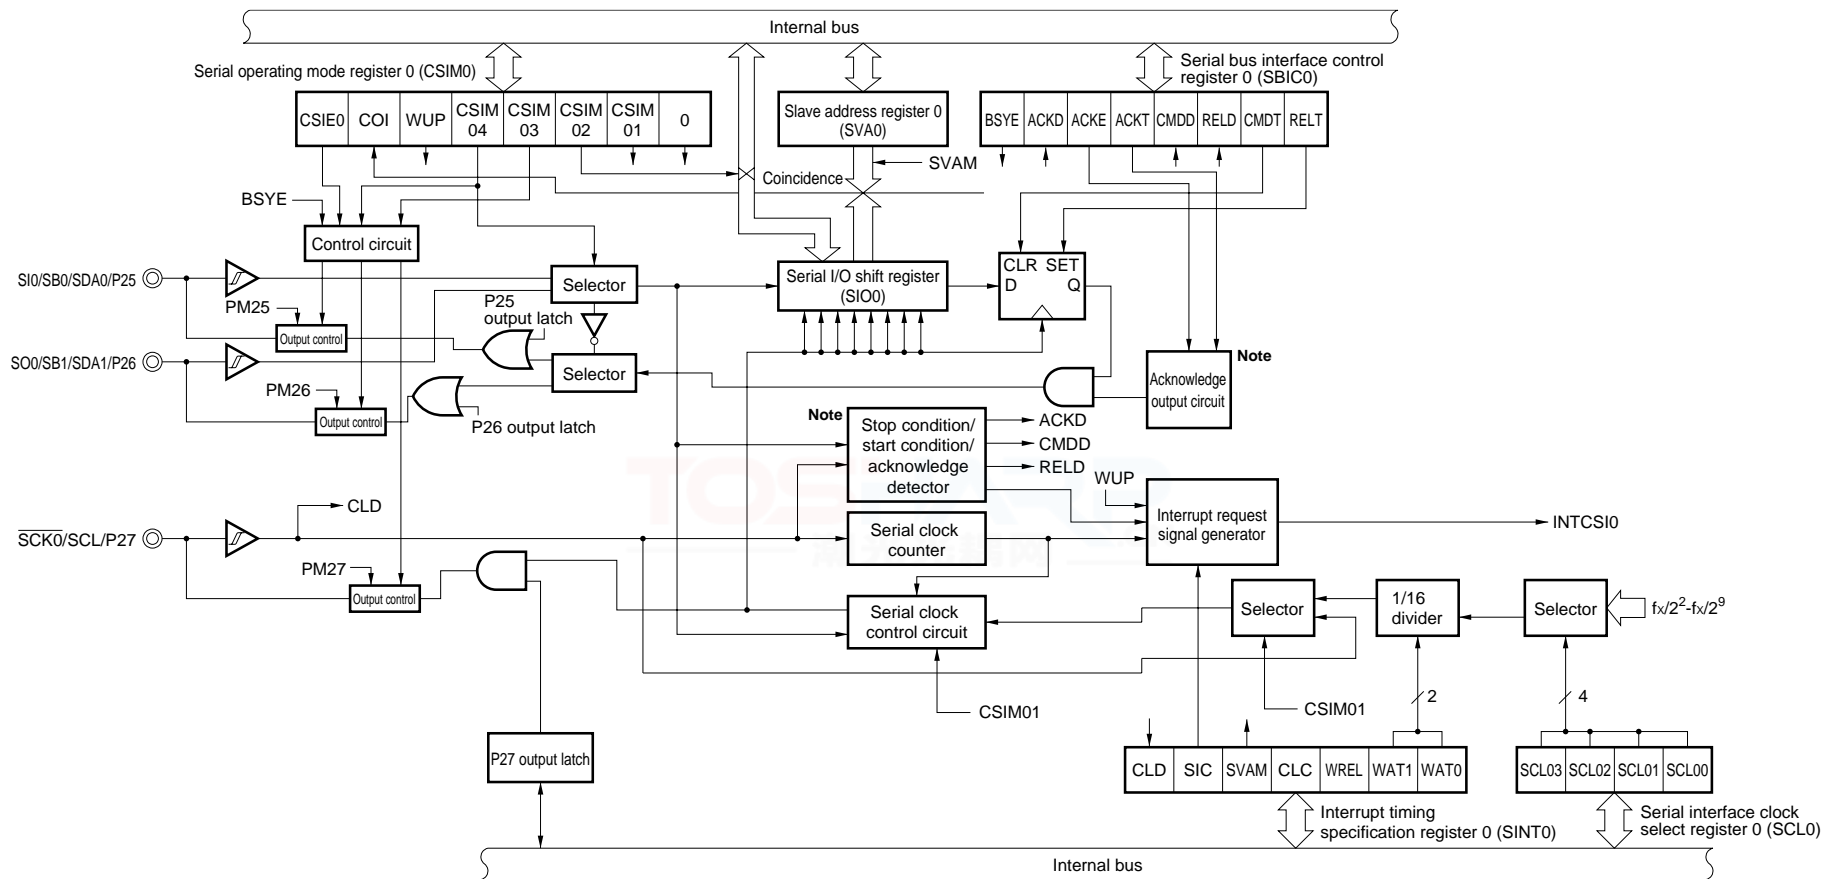 Internal bus
Serial operating mode register 0 (CSIM0)
Serial bus interface control
register 0 (SBIC0)
CSIE0 COI WUP CSIM 04 CSIM 03 CSIM 02 CSIM 01 0
Slave address register 0
(SVA0)
BSYE ACKD ACKE ACKT CMDD RELD CMDT RELT
SVAM
Coincidence
BSYE
Control circuit
SI0/SB0/SDA0/P25
Selector
Serial I/O shift register
(SIO0)
CLR SET
D Q
PM25
Output control
P25
output latch
SO0/SB1/SDA1/P26
Selector
Note
Acknowledge
output circuit
PM26
Output control
P26 output latch
Note
Stop condition/
start condition/
acknowledge
detector
ACKD
CMDD
RELD
WUP
CLD
SCK0/SCL/P27
Serial clock
counter
Interrupt request
signal generator
INTCSI0
PM27
Output control
Serial clock
control circuit
Selector
1/16
divider
Selector
fx/2²-fx/2⁹
2
4
CSIM01
CSIM01
P27 output latch
CLD SIC SVAM CLC WREL WAT1 WAT0
SCL03 SCL02 SCL01 SCL00
Interrupt timing
specification register 0 (SINT0)
Serial interface clock
select register 0 (SCL0)
Internal bus